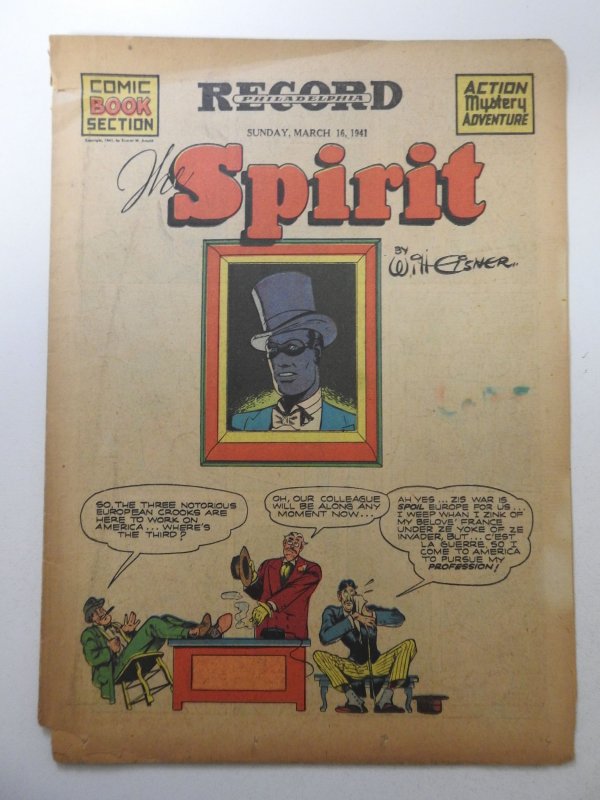 COMIC
BOOK
SECTION
RECORD
PHILADELPHIA
ACTION
Mystery
ADVENTURE
SUNDAY, MARCH 16, 1941
The
Spirit
BY
Will Eisner
SO, THE THREE NOTORIOUS
EUROPEAN CROOKS ARE
HERE TO WORK ON
AMERICA... WHERE'S
THE THIRD?
OH, OUR COLLEAGUE
WILL BE ALONG ANY
MOMENT NOW...
AH YES... ZIS WAR IS
SPOIL EUROPE FOR US...
I WEEP WHAN I ZINK OF
MY BELOVE' FRANCE
UNDER ZE YOKE OF ZE
INVADER, BUT... C'EST
LA GUERRE, SO I
COME TO AMERICA
TO PURSUE MY
PROFESSION!